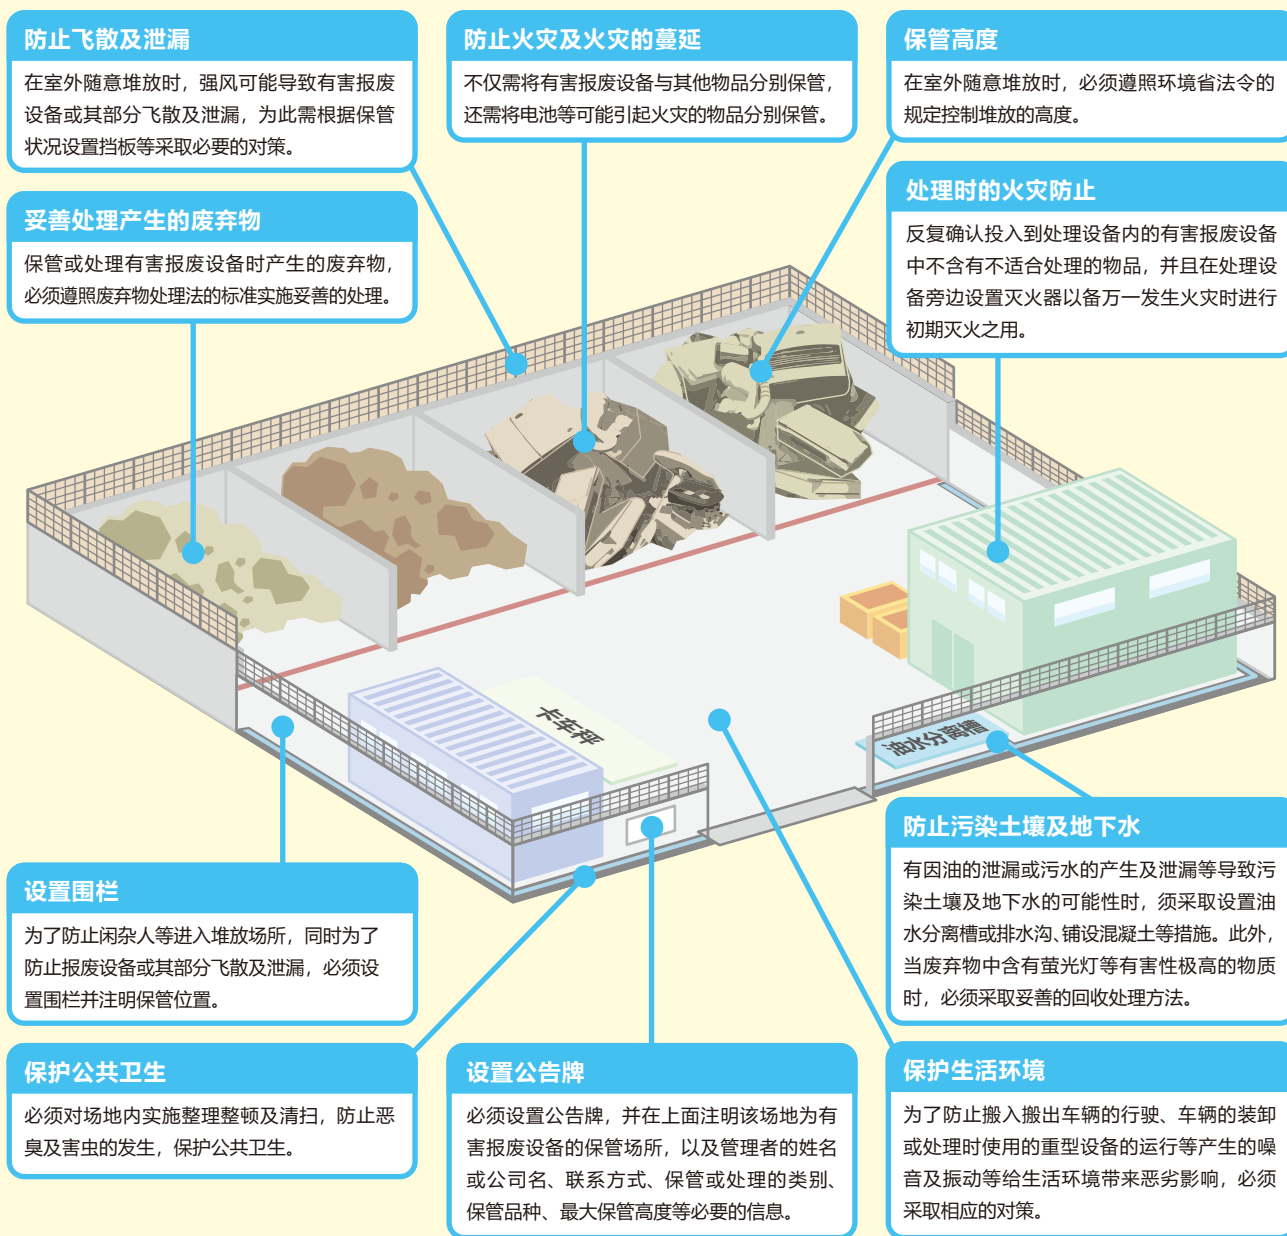 防止飞散及泄漏
在室外随意堆放时，强风可能导致有害报废
设备或其部分飞散及泄漏，为此需根据保管
状况设置挡板等采取必要的对策。
防止火灾及火灾的蔓延
不仅需将有害报废设备与其他物品分别保管，
还需将电池等可能引起火灾的物品分别保管。
保管高度
在室外随意堆放时，必须遵照环境省法令的
规定控制堆放的高度。
妥善处理产生的废弃物
保管或处理有害报废设备时产生的废弃物，
必须遵照废弃物处理法的标准实施妥善的处理。
处理时的火灾防止
反复确认投入到处理设备内的有害报废设备
中不含有不适合处理的物品，并且在处理设
备旁边设置灭火器以备万一发生火灾时进行
初期灭火之用。
卡车秤
油水分离槽
设置围栏
为了防止闲杂人等进入堆放场所，同时为了
防止报废设备或其部分飞散及泄漏，必须设
置围栏并注明保管位置。
防止污染土壤及地下水
有因油的泄漏或污水的产生及泄漏等导致污
染土壤及地下水的可能性时，须采取设置油
水分离槽或排水沟、铺设混凝土等措施。此外，
当废弃物中含有萤光灯等有害性极高的物质
时，必须采取妥善的回收处理方法。
保护公共卫生
必须对场地内实施整理整顿及清扫，防止恶
臭及害虫的发生，保护公共卫生。
设置公告牌
必须设置公告牌，并在上面注明该场地为有
害报废设备的保管场所，以及管理者的姓名
或公司名、联系方式、保管或处理的类别、
保管品种、最大保管高度等必要的信息。
保护生活环境
为了防止搬入搬出车辆的行驶、车辆的装卸
或处理时使用的重型设备的运行等产生的噪
音及振动等给生活环境带来恶劣影响，必须
采取相应的对策。